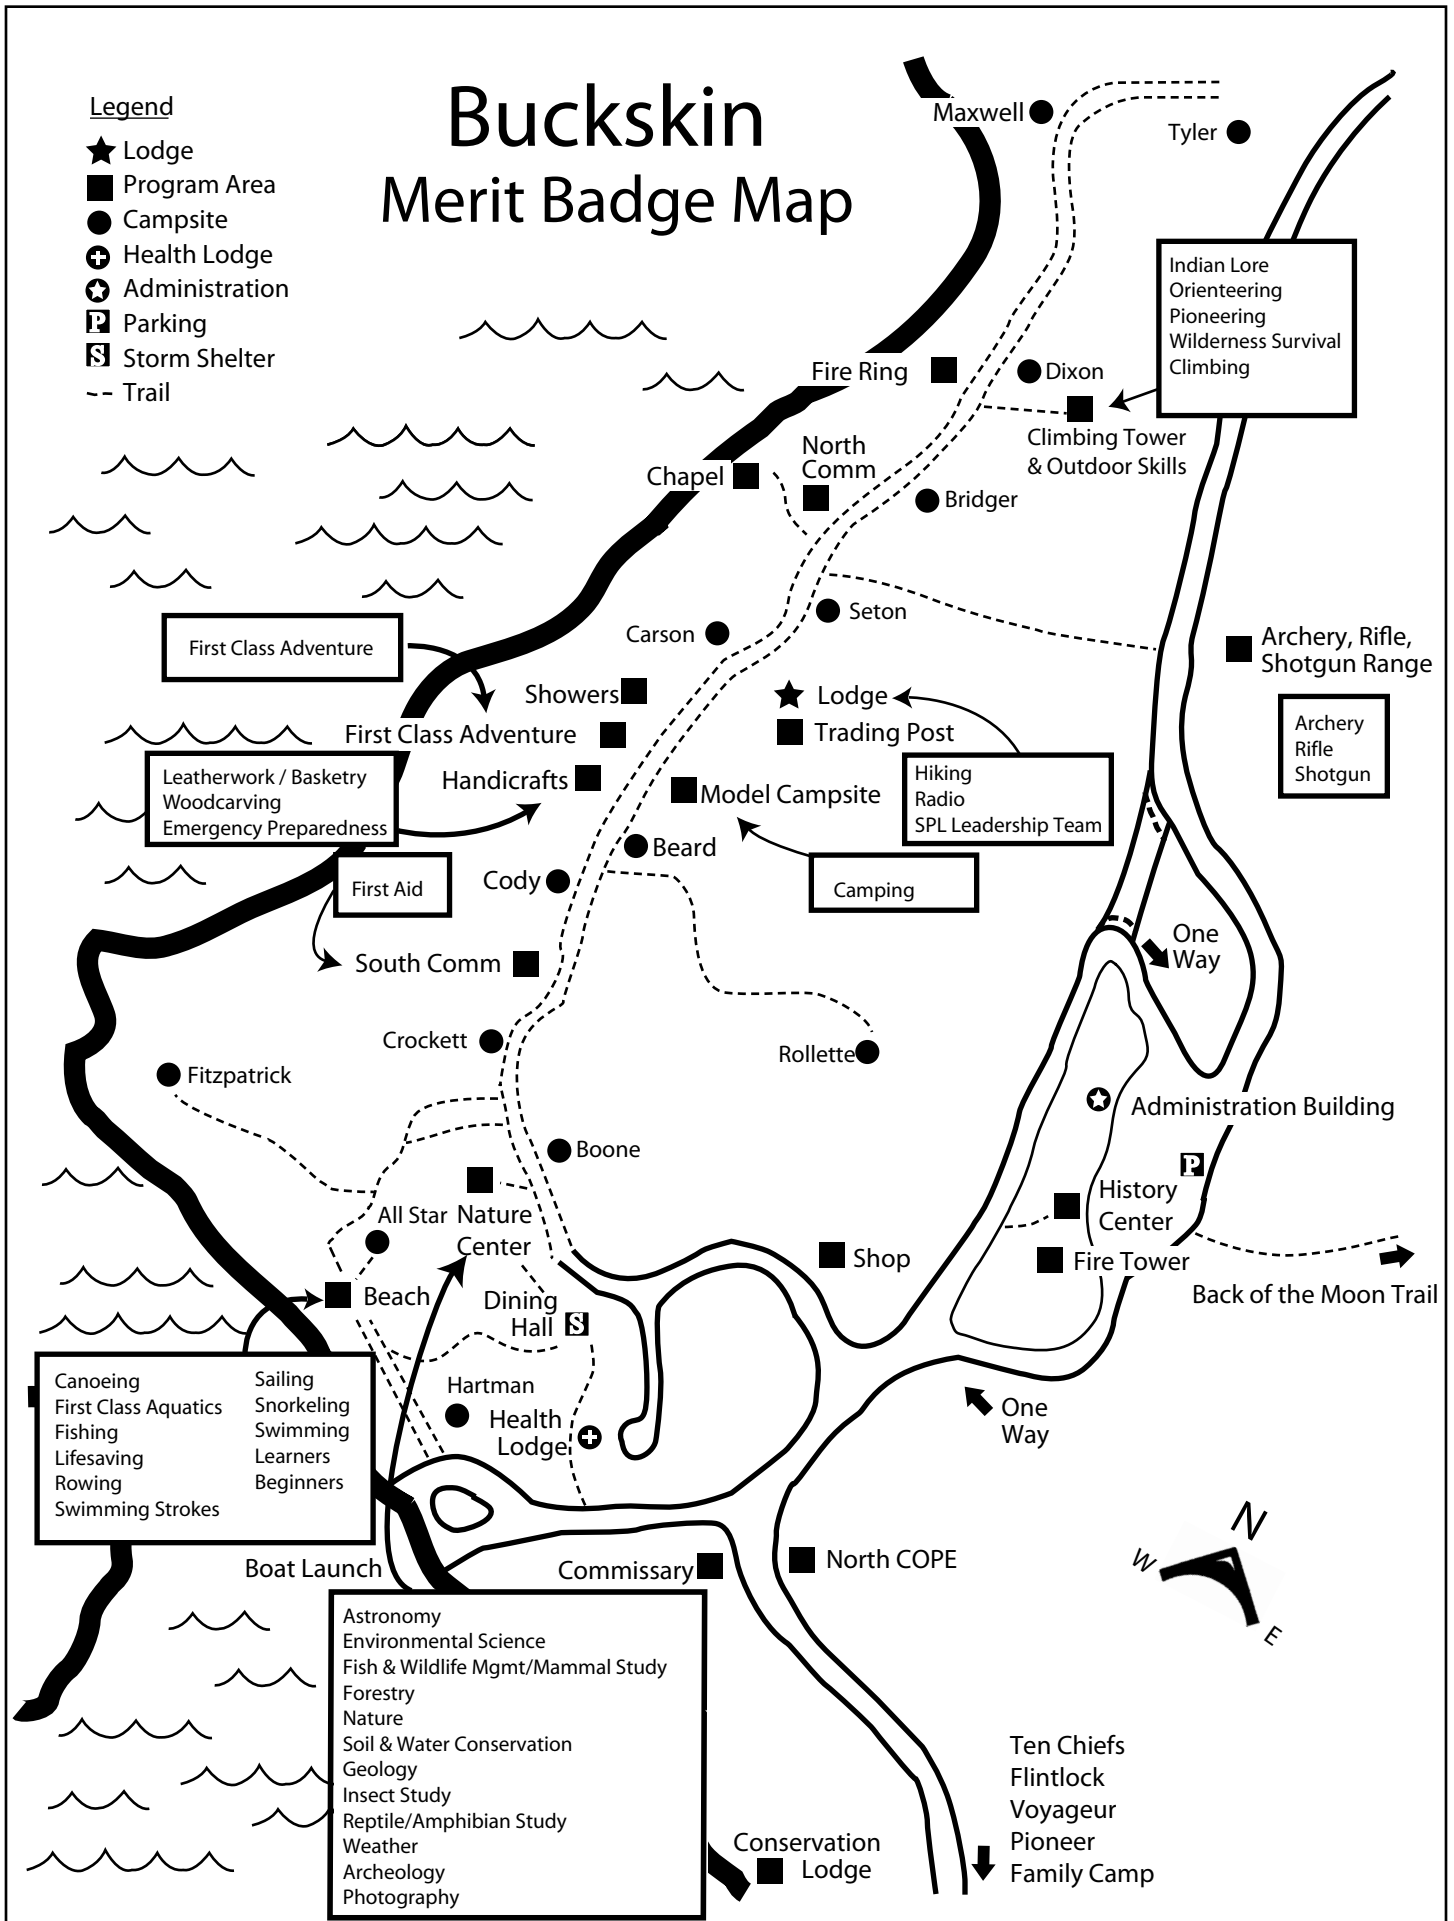 Buckskin
Merit Badge Map
Legend
Lodge
Program Area
Campsite
Health Lodge
Administration
P Parking
S Storm Shelter
Trail
Maxwell
Tyler
Indian Lore
Orienteering
Pioneering
Wilderness Survival
Climbing
Fire Ring
Dixon
Climbing Tower
& Outdoor Skills
North
Comm
Chapel
Bridger
Seton
Carson
Archery, Rifle,
Shotgun Range
Archery
Rifle
Shotgun
First Class Adventure
Showers
First Class Adventure
Lodge
Trading Post
Leatherwork / Basketry
Woodcarving
Emergency Preparedness
Handicrafts
Model Campsite
Hiking
Radio
SPL Leadership Team
Beard
Camping
Cody
First Aid
South Comm
One
Way
Crockett
Rollette
Fitzpatrick
Administration Building
Boone
P
History
Center
All Star
Nature
Center
Fire Tower
Shop
Back of the Moon Trail
Beach
Dining
Hall
S
Canoeing
First Class Aquatics
Fishing
Lifesaving
Rowing
Swimming Strokes
Sailing
Snorkeling
Swimming
Learners
Beginners
Hartman
Health
Lodge
One
Way
Boat Launch
Commissary
North COPE
N
W
E
Astronomy
Environmental Science
Fish & Wildlife Mgmt/Mammal Study
Forestry
Nature
Soil & Water Conservation
Geology
Insect Study
Reptile/Amphibian Study
Weather
Archeology
Photography
Ten Chiefs
Flintlock
Voyageur
Pioneer
Family Camp
Conservation
Lodge